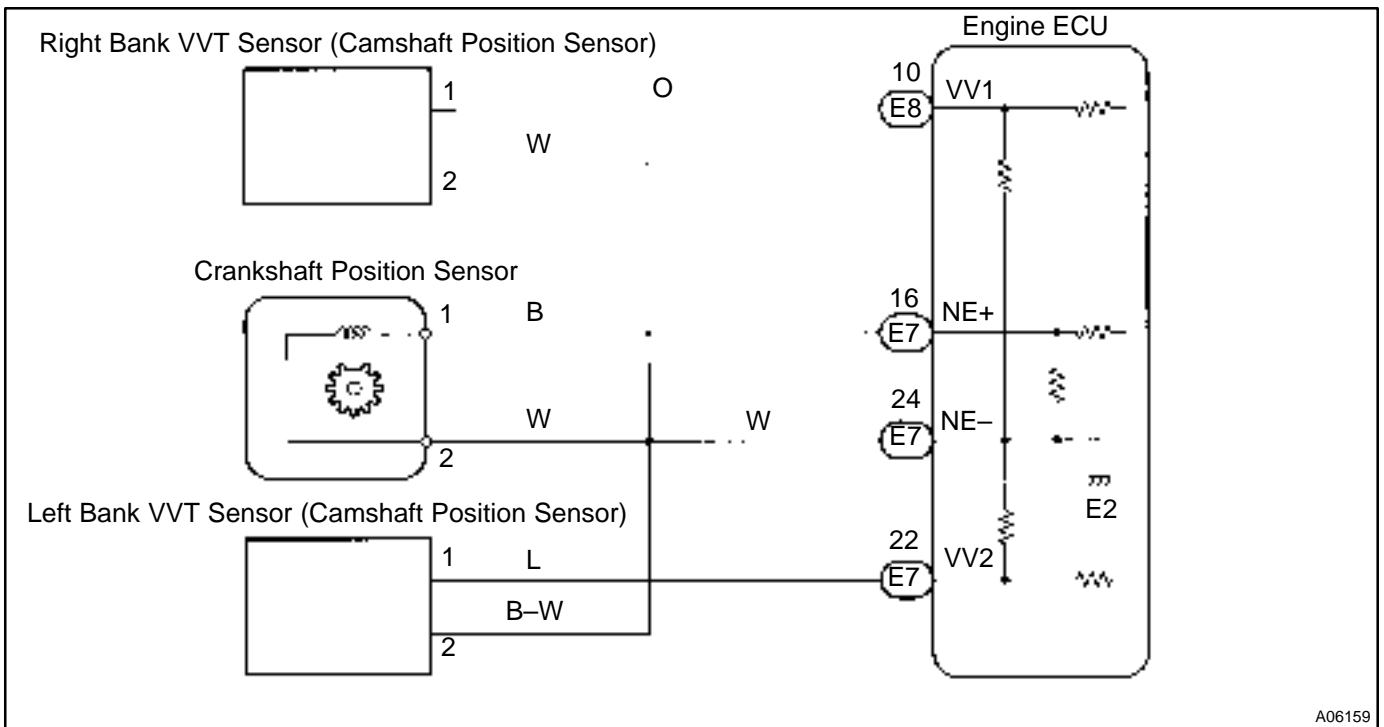 Engine ECU
Right Bank VVT Sensor (Camshaft Position Sensor)
1
O
10
VV1
E8
W
2
Crankshaft Position Sensor
1
B
16
NE+
E7
24
W
W
NE–
E7
2
E2
Left Bank VVT Sensor (Camshaft Position Sensor)
1
L
22
VV2
E7
B–W
2
A06159